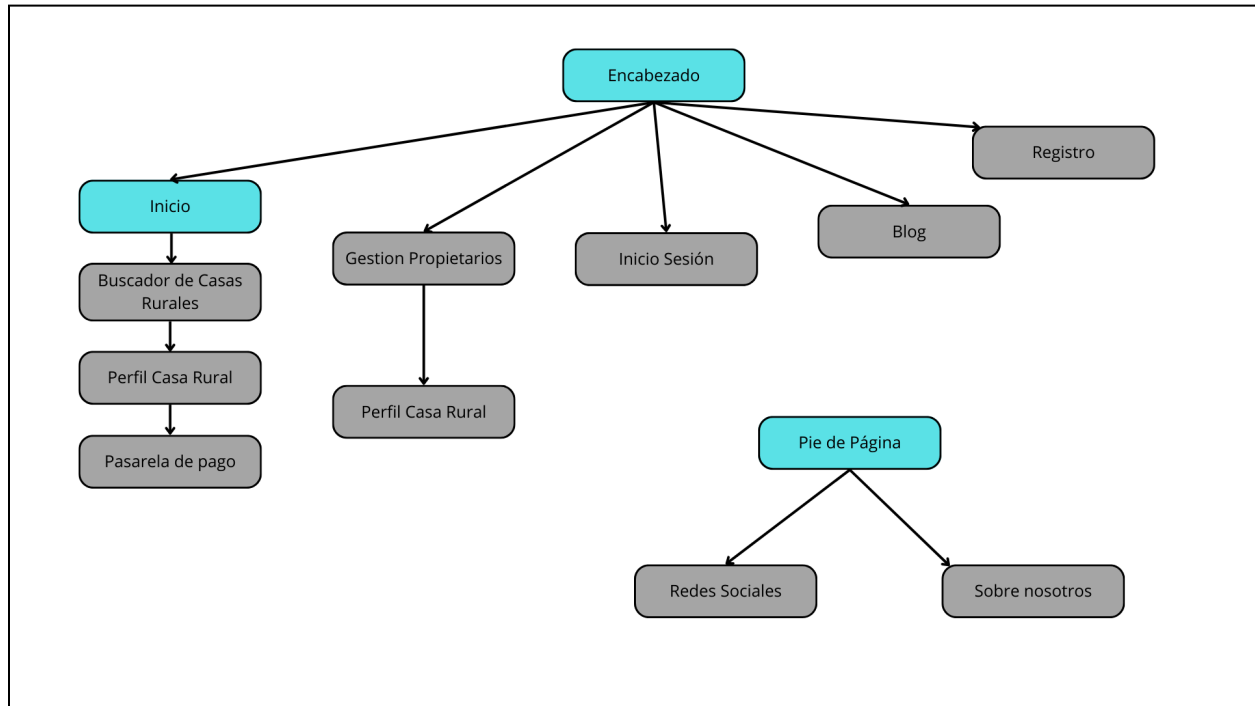 Encabezado
Registro
Inicio
Blog
Gestion Propietarios
Inicio Sesión
Buscador de Casas
Rurales
Perfil Casa Rural
Perfil Casa Rural
Pasarela de pago
Pie de Página
Redes Sociales
Sobre nosotros